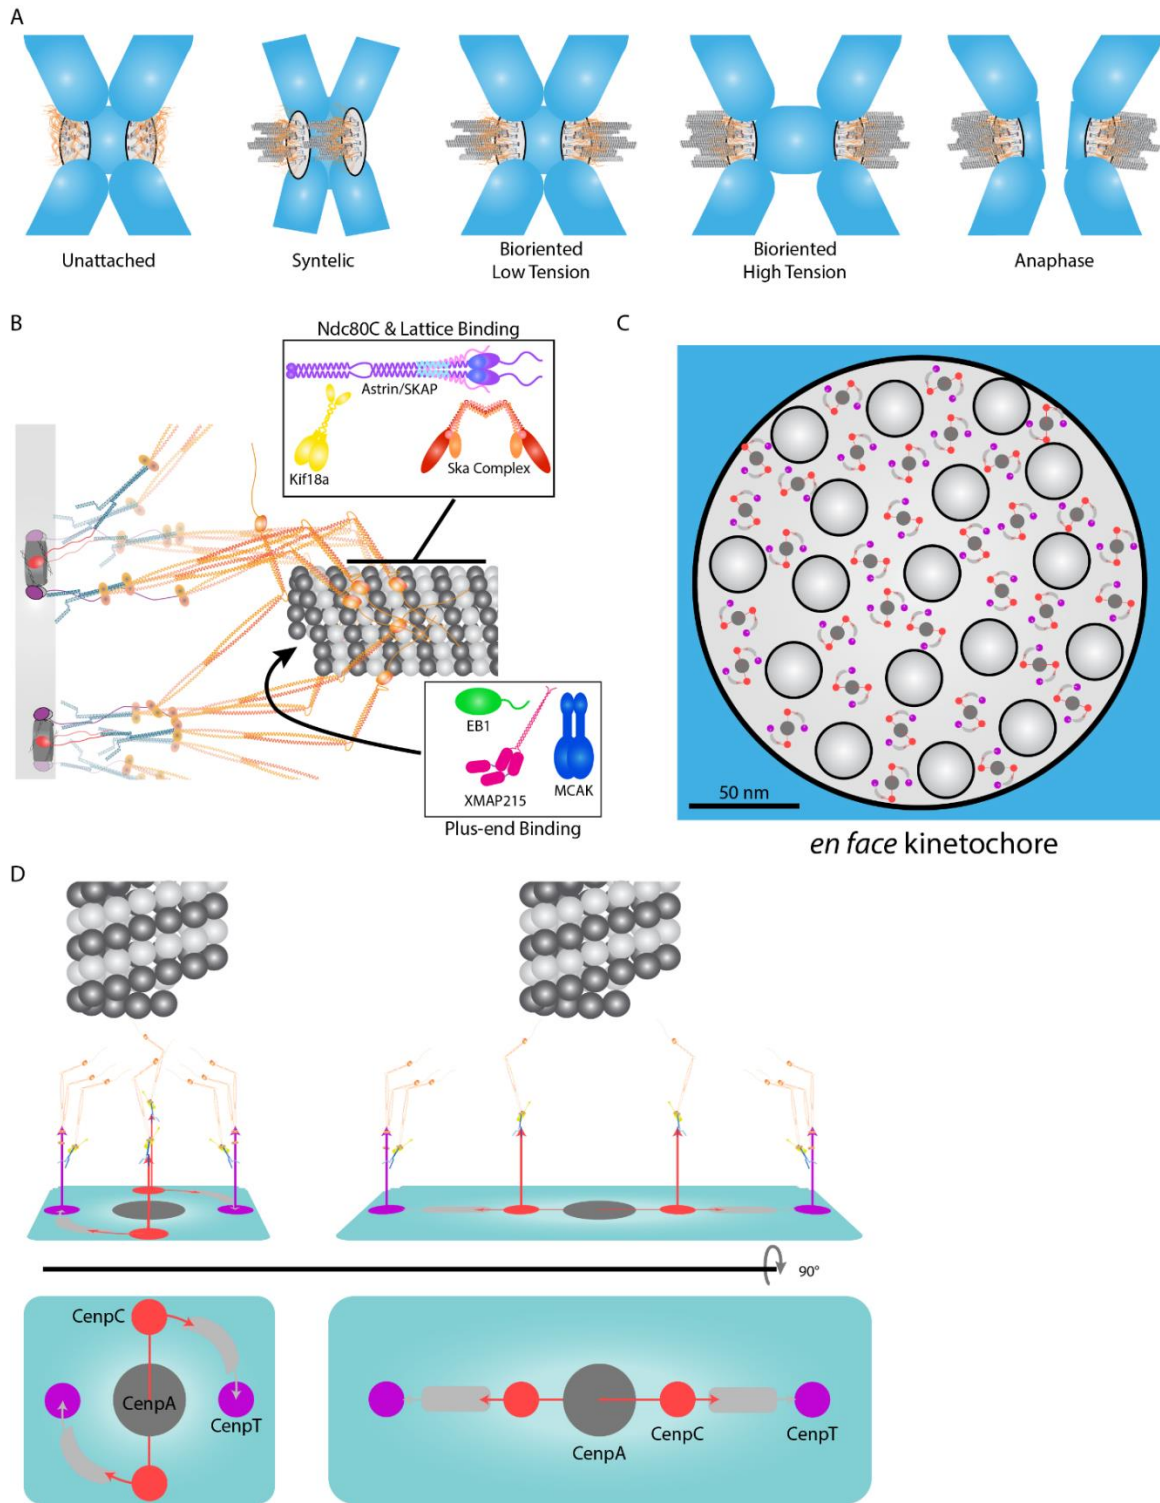 A
Unattached
Syntelic
Bioriented
Low Tension
Bioriented
High Tension
Anaphase
B
Ndc80C & Lattice Binding
Astrin/SKAP
Kif18a
Ska Complex
EB1
XMAP215
MCAK
Plus-end Binding
C
50 nm
en face kinetochore
D
90°
CenpC
CenpA
CenpT
CenpC
CenpT
CenpA